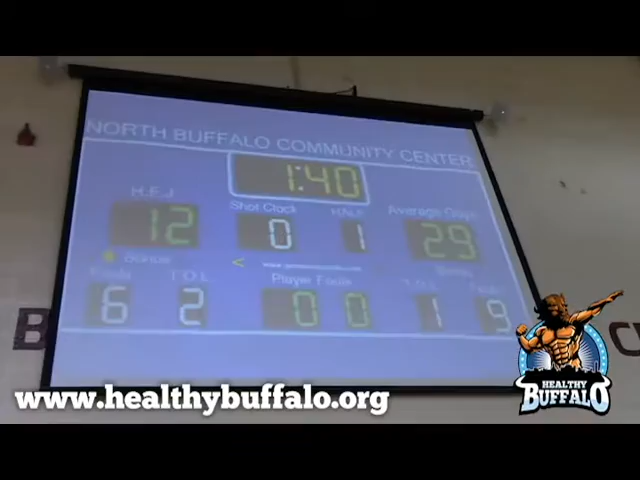 NORTH BUFFALO COMMUNITY CENTER
1:40
H.E.J
Shot Clock
HALF
Average Guys
12
0
1
29
Bonus
<
Fouls
T.O.L
Player Fouls
T.O.L
Fouls
6
2
0 0
1
9
B
C
www.healthybuffalo.org
HEALTHY
BUFFALO